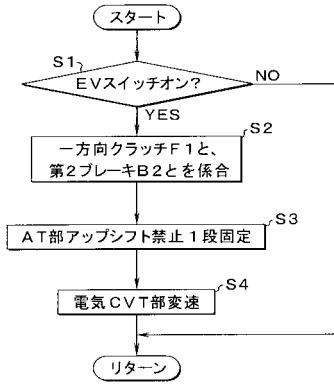 スタート
S1
EVスイッチオン?
NO
YES
S2
一方向クラッチF1と、
第2ブレーキB2とを係合
S3
AT部アップシフト禁止1段固定
S4
電気CVT部変速
リターン